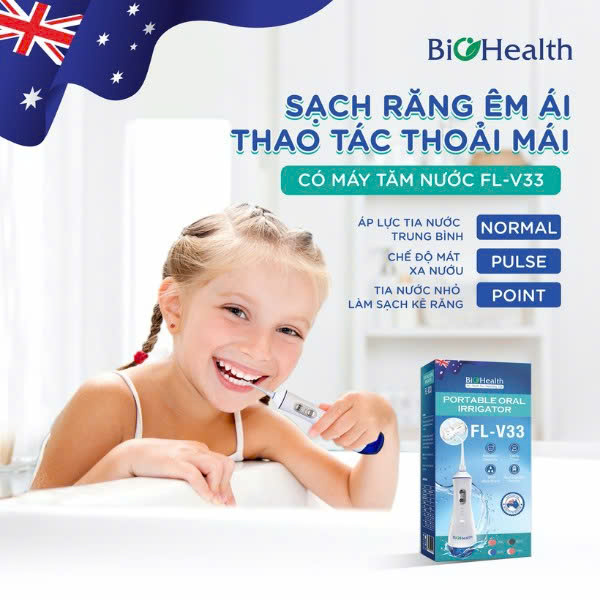 BiOHealth
SẠCH RĂNG ÊM ÁI
THAO TÁC THOẢI MÁI
CÓ MÁY TĂM NƯỚC FL-V33
ÁP LỰC TIA NƯỚC
TRUNG BÌNH
NORMAL
CHẾ ĐỘ MÁT
XA NƯỚU
PULSE
TIA NƯỚC NHỎ
LÀM SẠCH KẼ RĂNG
POINT
BiOHealth
PORTABLE ORAL
IRRIGATOR
FL-V33
BiOHealth